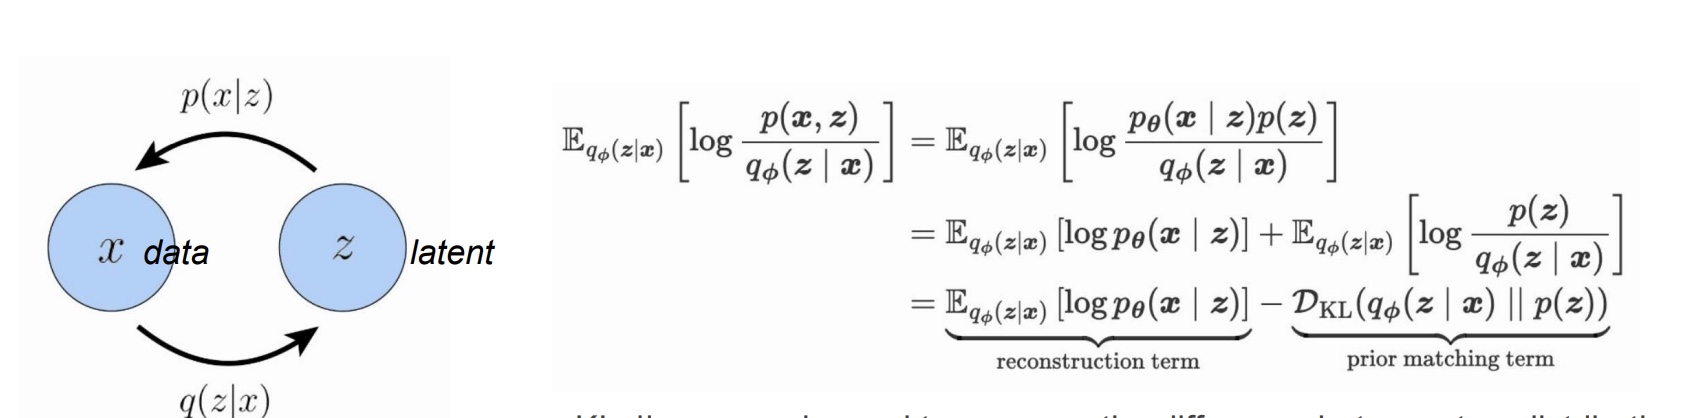 p(x|z)
x data
z latent
q(z|x)
𝔼_{q_ϕ(z|x)} [log p(x, z) / q_ϕ(z | x)] = 𝔼_{q_ϕ(z|x)} [log p_θ(x | z)p(z) / q_ϕ(z | x)]
= 𝔼_{q_ϕ(z|x)} [log p_θ(x | z)] + 𝔼_{q_ϕ(z|x)} [log p(z) / q_ϕ(z | x)]
= 𝔼_{q_ϕ(z|x)} [log p_θ(x | z)] − 𝒟_KL(q_ϕ(z | x) || p(z))
reconstruction term prior matching term